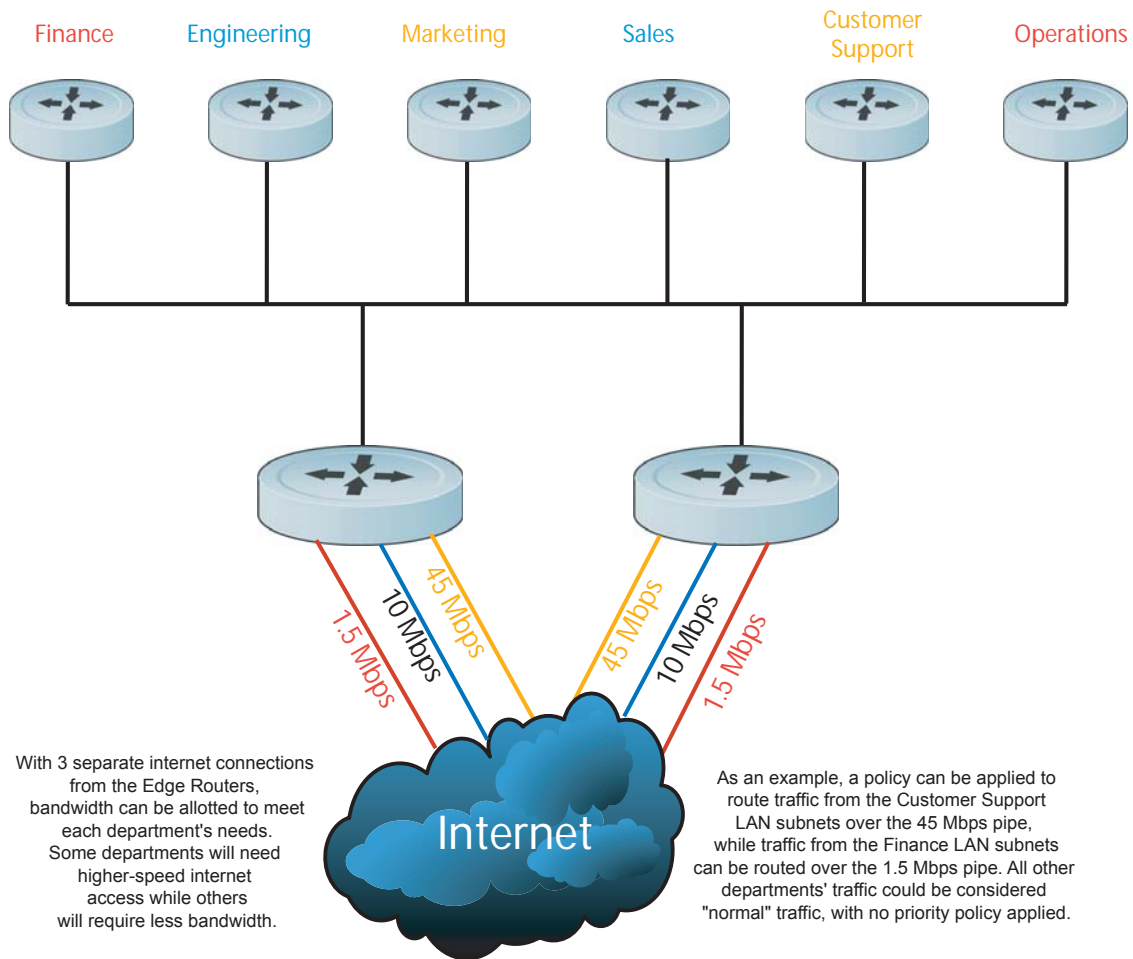 Finance
Engineering
Marketing
Sales
Customer
Support
Operations
1.5 Mbps
10 Mbps
45 Mbps
45 Mbps
10 Mbps
1.5 Mbps
With 3 separate internet connections
from the Edge Routers,
bandwidth can be allotted to meet
each department's needs.
Some departments will need
higher-speed internet
access while others
will require less bandwidth.
Internet
As an example, a policy can be applied to
route traffic from the Customer Support
LAN subnets over the 45 Mbps pipe,
while traffic from the Finance LAN subnets
can be routed over the 1.5 Mbps pipe. All other
departments' traffic could be considered
"normal" traffic, with no priority policy applied.